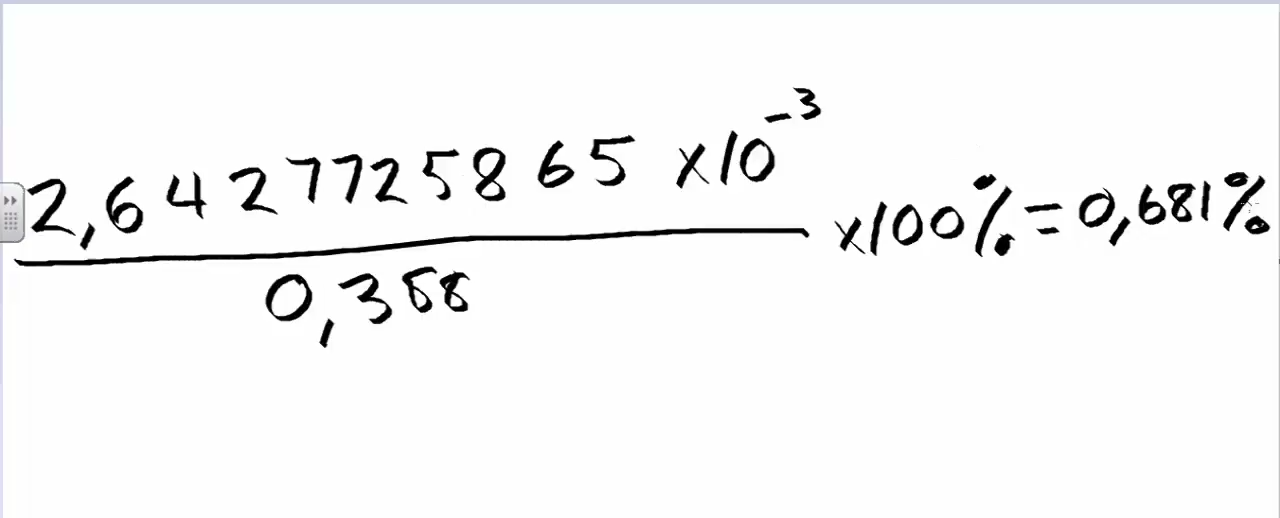 2,6427725865 x10^-3
/ 0,388 x100% = 0,681%